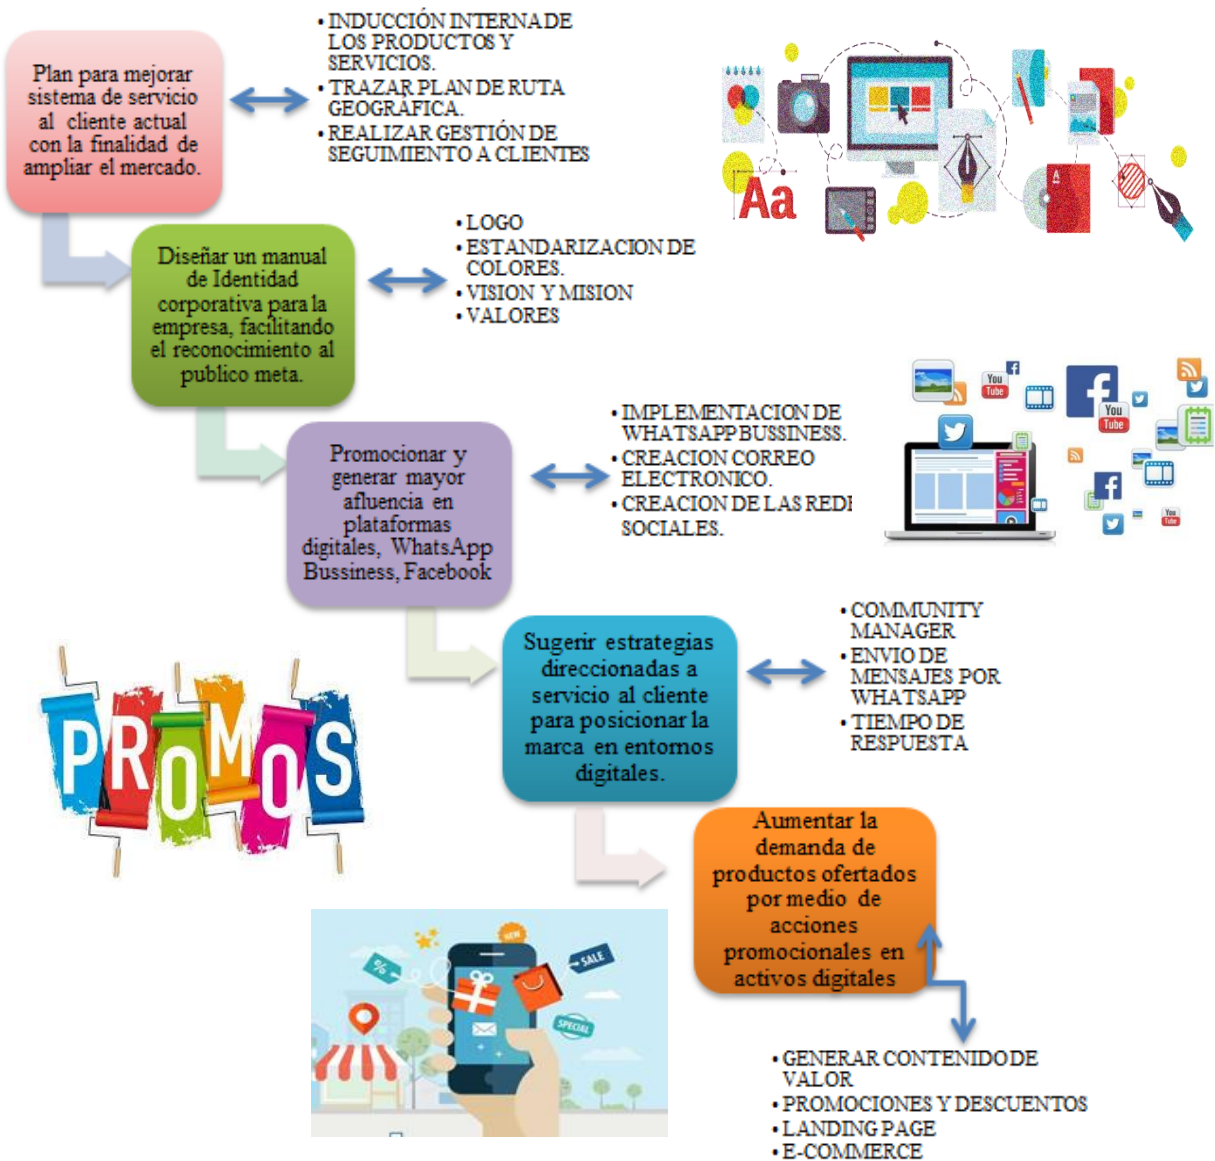 Plan para mejorar
sistema de servicio
al cliente actual
con la finalidad de
ampliar el mercado.
• INDUCCIÓN INTERNA DE
LOS PRODUCTOS Y
SERVICIOS.
• TRAZAR PLAN DE RUTA
GEOGRÁFICA.
• REALIZAR GESTIÓN DE
SEGUIMIENTO A CLIENTES
Aa
A
Diseñar un manual
de Identidad
corporativa para la
empresa, facilitando
el reconocimiento al
publico meta.
• LOGO
• ESTANDARIZACION DE
COLORES.
• VISION Y MISION
• VALORES
Promocionar y
generar mayor
afluencia en
plataformas
digitales, WhatsApp
Bussiness, Facebook
• IMPLEMENTACION DE
WHATSAPP BUSSINESS.
• CREACION CORREO
ELECTRONICO.
• CREACION DE LAS REDE
SOCIALES.
f
You
Tube
f
You
Tube
f
You
Tube
Sugerir estrategias
direccionadas a
servicio al cliente
para posicionar la
marca en entornos
digitales.
• COMMUNITY
MANAGER
• ENVIO DE
MENSAJES POR
WHATSAPP
• TIEMPO DE
RESPUESTA
PROMOS
Aumentar la
demanda de
productos ofertados
por medio de
acciones
promocionales en
activos digitales
NEW
%
SALE
SPECIAL
• GENERAR CONTENIDO DE
VALOR
• PROMOCIONES Y DESCUENTOS
• LANDING PAGE
• E-COMMERCE